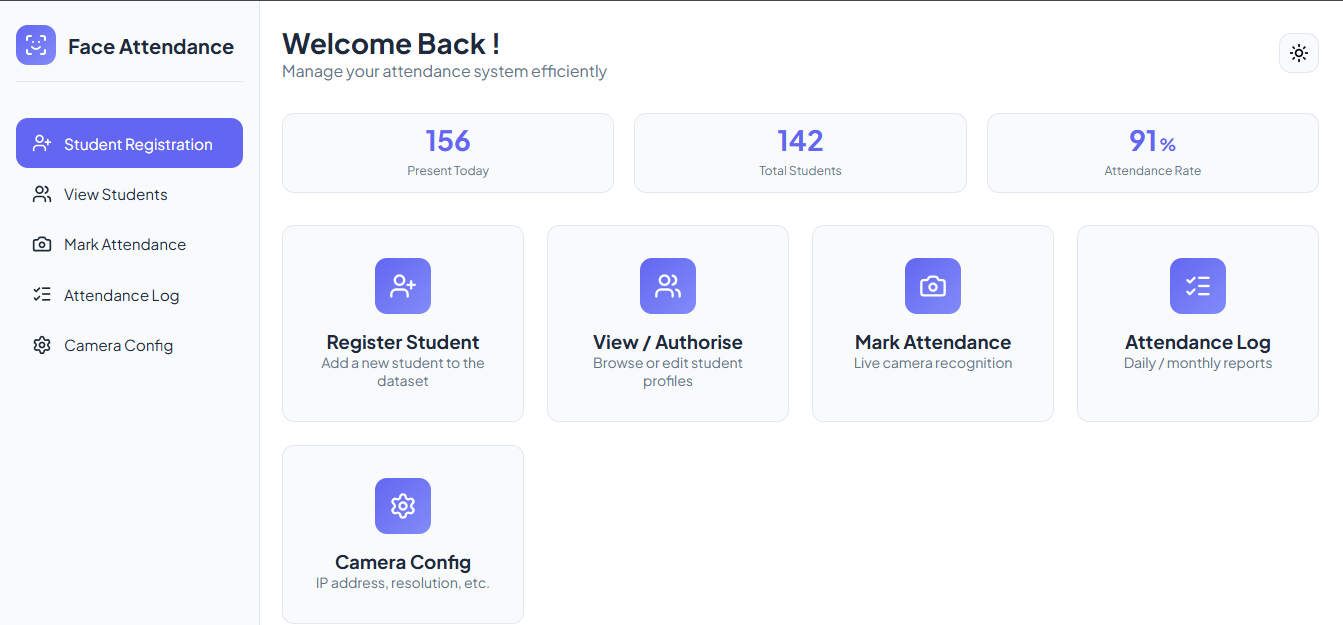 Face Attendance
Student Registration
View Students
Mark Attendance
Attendance Log
Camera Config
Welcome Back !
Manage your attendance system efficiently
156
Present Today
142
Total Students
91%
Attendance Rate
Register Student
Add a new student to the
dataset
View / Authorise
Browse or edit student
profiles
Mark Attendance
Live camera recognition
Attendance Log
Daily / monthly reports
Camera Config
IP address, resolution, etc.